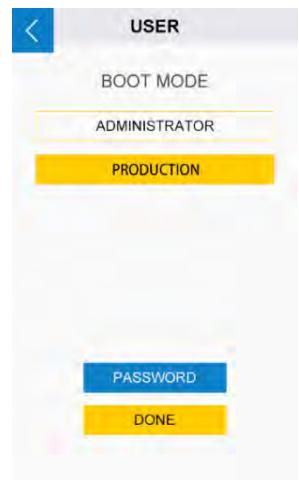 USER
BOOT MODE
ADMINISTRATOR
PRODUCTION
PASSWORD
DONE